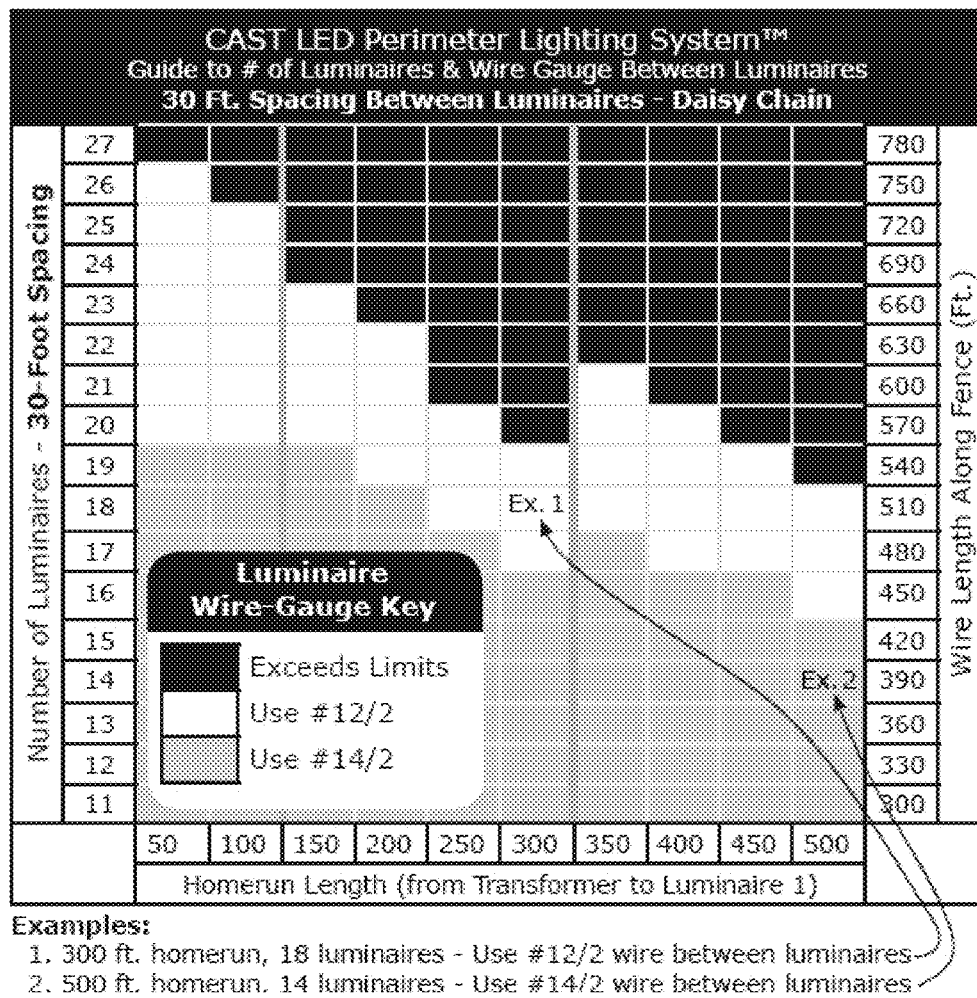 CAST LED Perimeter Lighting System™
Guide to # of Luminaires & Wire Gauge Between Luminaires
30 Ft. Spacing Between Luminaires - Daisy Chain
Number of Luminaires - 30-Foot Spacing
Wire Length Along Fence (Ft.)
27 780
26 750
25 720
24 690
23 660
22 630
21 600
20 570
19 540
18 Ex. 1 510
17 480
16 450
15 420
14 Ex. 2 390
13 360
12 330
11 300
Luminaire
Wire-Gauge Key
Exceeds Limits
Use #12/2
Use #14/2
50 100 150 200 250 300 350 400 450 500
Homerun Length (from Transformer to Luminaire 1)
Examples:
1. 300 ft. homerun, 18 luminaires - Use #12/2 wire between luminaires
2. 500 ft. homerun, 14 luminaires - Use #14/2 wire between luminaires